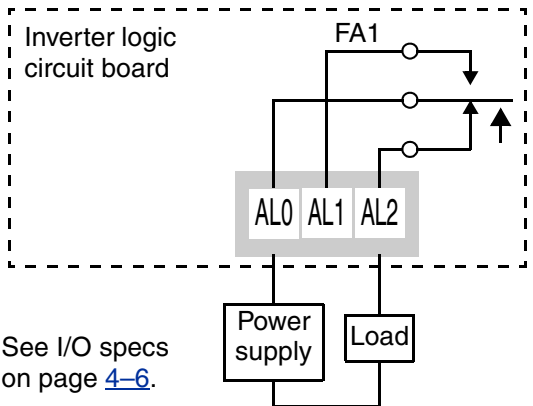 Inverter logic
circuit board
FA1
AL0 AL1 AL2
Power
supply
Load
See I/O specs
on page 4–6.